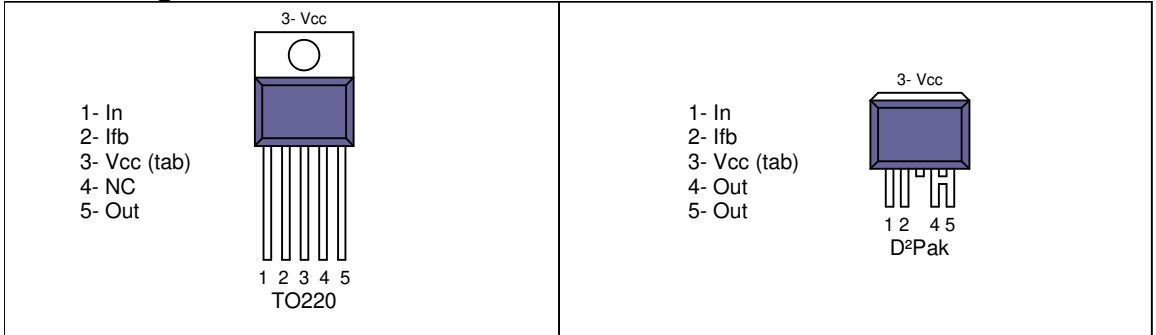 3- Vcc
1- In
2- Ifb
3- Vcc (tab)
4- NC
5- Out
1 2 3 4 5
TO220
3- Vcc
1- In
2- Ifb
3- Vcc (tab)
4- Out
5- Out
1 2 4 5
D²Pak